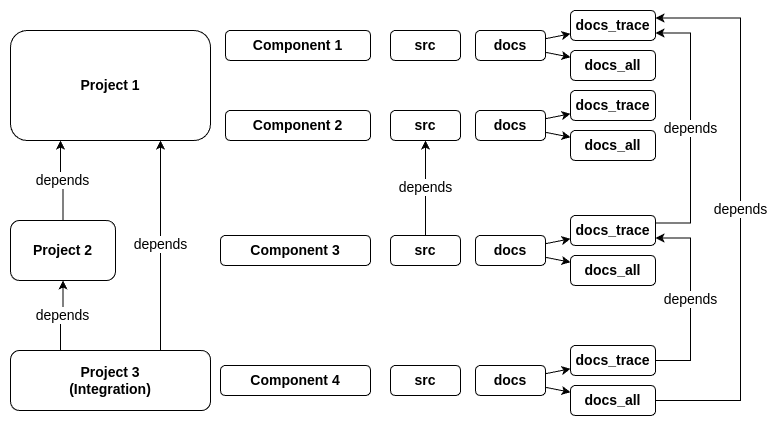 Project 1
Component 1
src
docs
docs_trace
docs_all
Component 2
src
docs
docs_trace
docs_all
depends
depends
depends
depends
depends
Project 2
Component 3
src
docs
docs_trace
docs_all
depends
depends
Project 3
(Integration)
Component 4
src
docs
docs_trace
docs_all